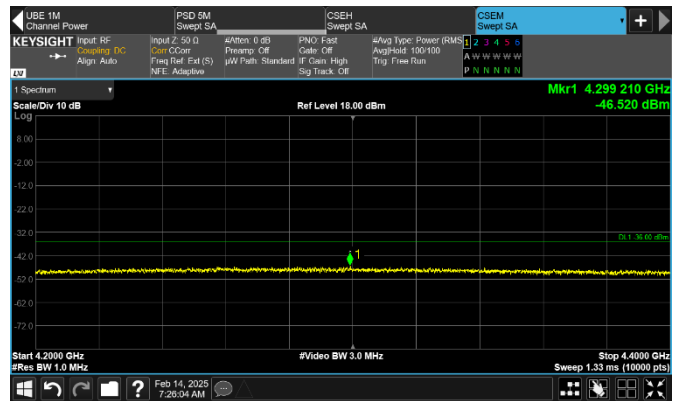 UBE 1M
Channel Power
PSD 5M
Swept SA
CSEH
Swept SA
CSEM
Swept SA
KEYSIGHT
Input: RF
Coupling: DC
Align: Auto
Input Z: 50 Ω
Corr CCorr
Freq Ref: Ext (S)
NFE: Adaptive
#Atten: 0 dB
Preamp: Off
µW Path: Standard
PNO: Fast
Gate: Off
IF Gain: High
Sig Track: Off
#Avg Type: Power (RMS)
Avg|Hold: 100/100
Trig: Free Run
1 2 3 4 5 6
A W W W W W
P N N N N N
LXI
1 Spectrum
Mkr1 4.299 210 GHz
Scale/Div 10 dB
Ref Level 18.00 dBm
-46.520 dBm
Log
8.00
-2.00
-12.0
-22.0
-32.0
DL1 -36.00 dBm
-42.0
1
-52.0
-62.0
-72.0
Start 4.2000 GHz
#Video BW 3.0 MHz
Stop 4.4000 GHz
#Res BW 1.0 MHz
Sweep 1.33 ms (10000 pts)
?
Feb 14, 2025
7:26:04 AM